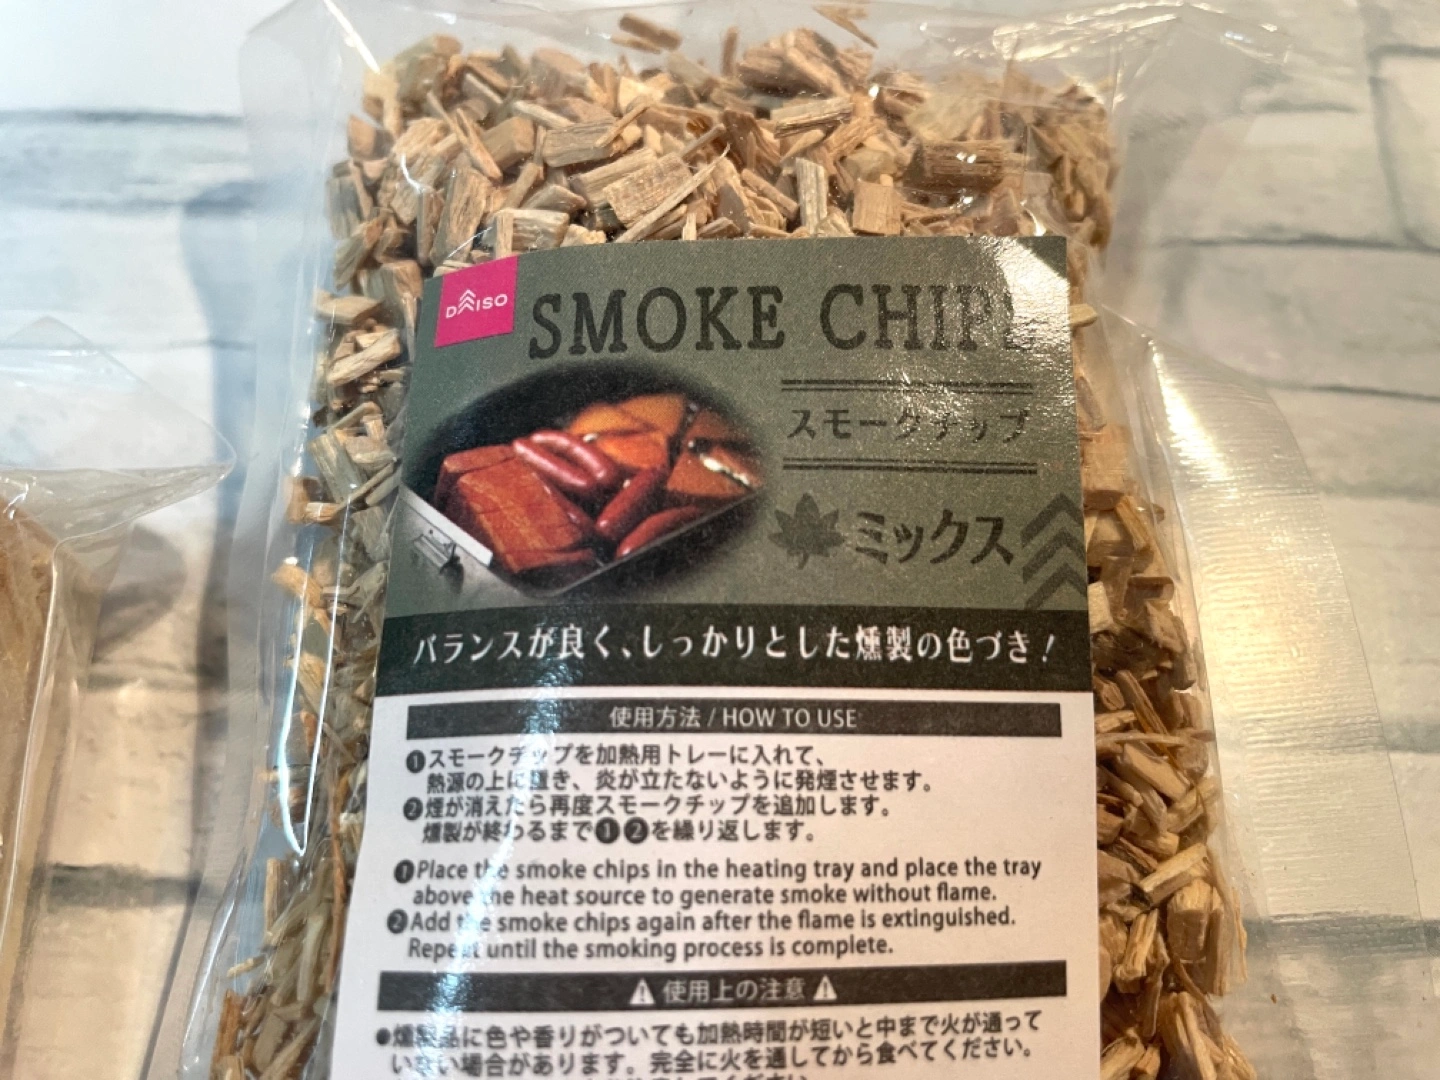 DAISO
SMOKE CHIPS
スモークチップ
ミックス
バランスが良く、しっかりとした燻製の色づき!
使用方法 / HOW TO USE
❶スモークチップを加熱用トレーに入れて、
熱源の上に置き、炎が立たないように発煙させます。
❷煙が消えたら再度スモークチップを追加します。
燻製が終わるまで❶❷を繰り返します。
❶Place the smoke chips in the heating tray and place the tray
above the heat source to generate smoke without flame.
❷Add the smoke chips again after the flame is extinguished.
Repeat until the smoking process is complete.
⚠ 使用上の注意 ⚠
●燻製品に色や香りがついても加熱時間が短いと中まで火が通って
いない場合があります。完全に火を通してから食べてください。